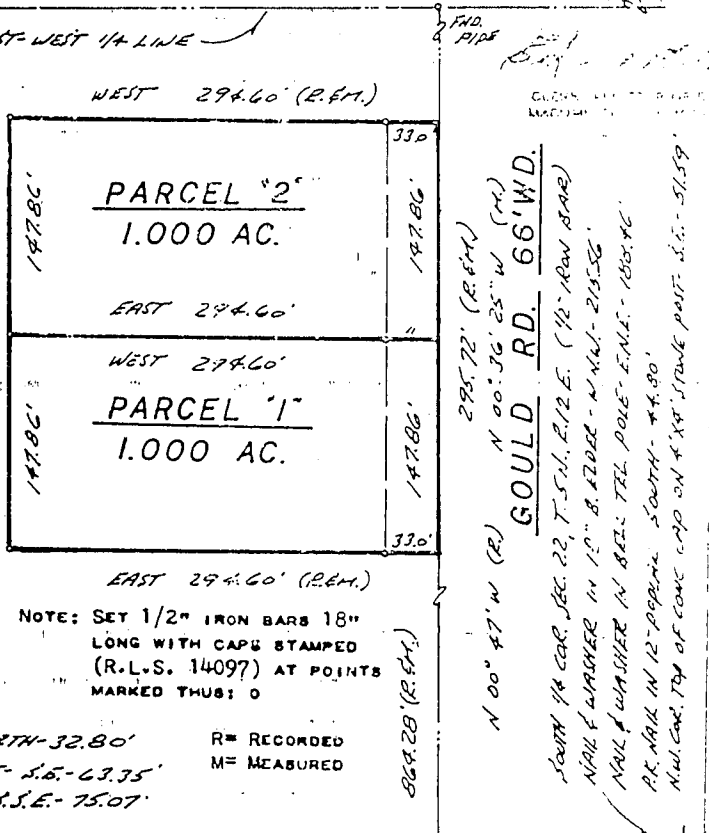 ST-WEST 1/4 LINE
FND.
PIPE
WEST 294.60' (R.&M.)
33.0'
147.86'
PARCEL "2"
1.000 AC.
147.86'
EAST 294.60'
WEST 294.60'
147.86'
PARCEL "1"
1.000 AC.
147.86'
33.0'
EAST 294.60' (R.&M.)
295.72' (R.&M.)
N 00° 36' 25" W (M.)
N 00° 47' W (R.)
GOULD RD. 66' WD.
864.28' (R.&M.)
SOUTH 1/4 COR. SEC. 22, T.5N., R.12E. (1/2" IRON BAR)
NAIL & WASHER IN B. ELDER - W.N.W. - 215.56'
NAIL & WASHER IN BELL TEL. POLE - E.N.E. -
P.K. NAIL IN 12" POPLAR SOUTH - 44.80'
N.W. COR. TOP OF CONC. CAP ON 4"X4" STONE POST - S.E. - 51.59'
NOTE: SET 1/2" IRON BARS 18"
LONG WITH CAPS STAMPED
(R.L.S. 14097) AT POINTS
MARKED THUS: O
RTH - 32.80'
- S.E. - 63.35'
S.S.E. - 75.07'
R= RECORDED
M= MEASURED